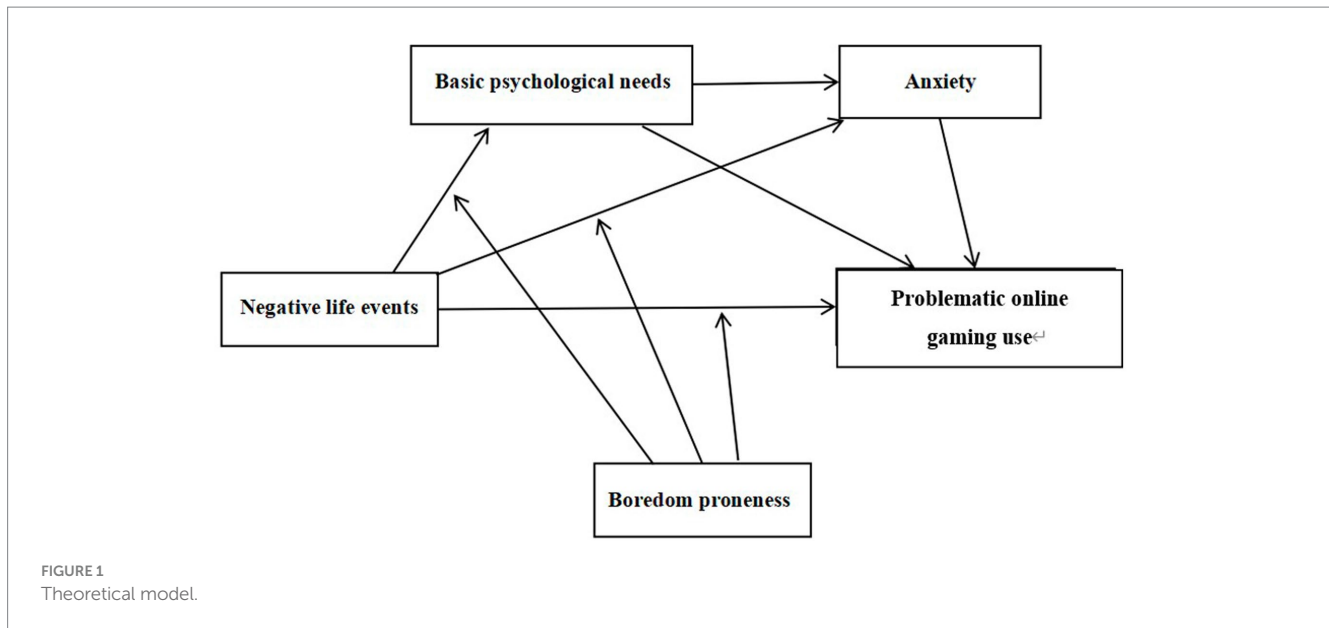 Basic psychological needs
Anxiety
Negative life events
Problematic online
gaming use↵
Boredom proneness
FIGURE 1
Theoretical model.